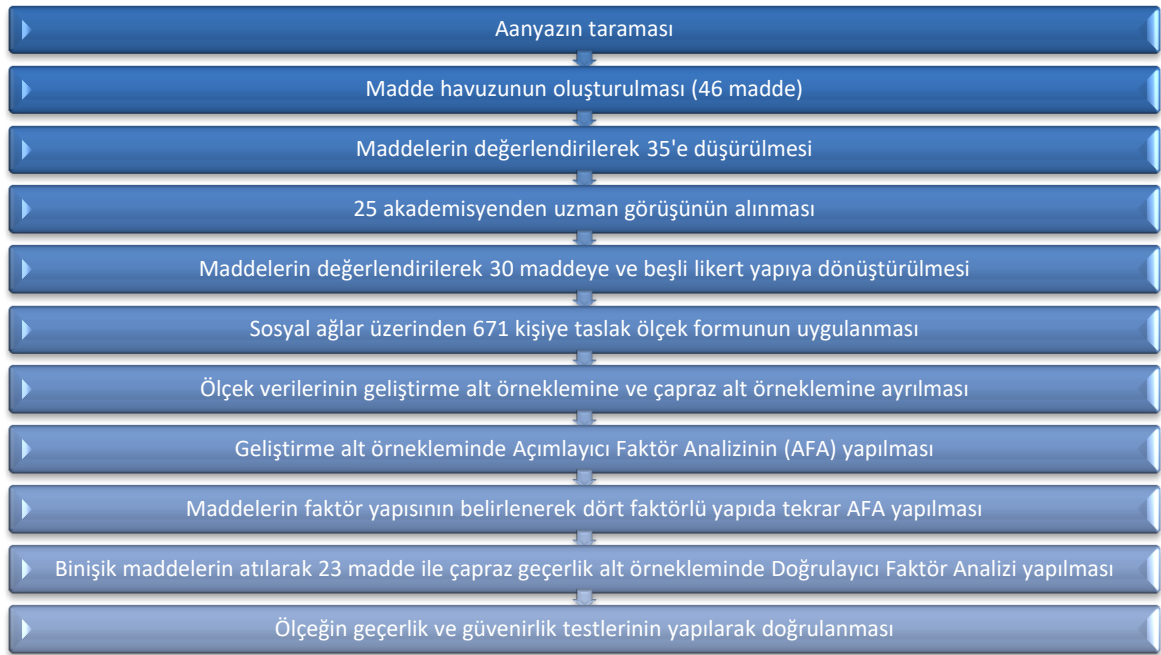 Aanyazın taraması
Madde havuzunun oluşturulması (46 madde)
Maddelerin değerlendirilerek 35'e düşürülmesi
25 akademisyenden uzman görüşünün alınması
Maddelerin değerlendirilerek 30 maddeye ve beşli likert yapıya dönüştürülmesi
Sosyal ağlar üzerinden 671 kişiye taslak ölçek formunun uygulanması
Ölçek verilerinin geliştirme alt örneklemine ve çapraz alt örneklemine ayrılması
Geliştirme alt örnekleminde Açımlayıcı Faktör Analizinin (AFA) yapılması
Maddelerin faktör yapısının belirlenerek dört faktörlü yapıda tekrar AFA yapılması
Binişik maddelerin atılarak 23 madde ile çapraz geçerlik alt örnekleminde Doğrulayıcı Faktör Analizi yapılması
Ölçeğin geçerlik ve güvenirlik testlerinin yapılarak doğrulanması